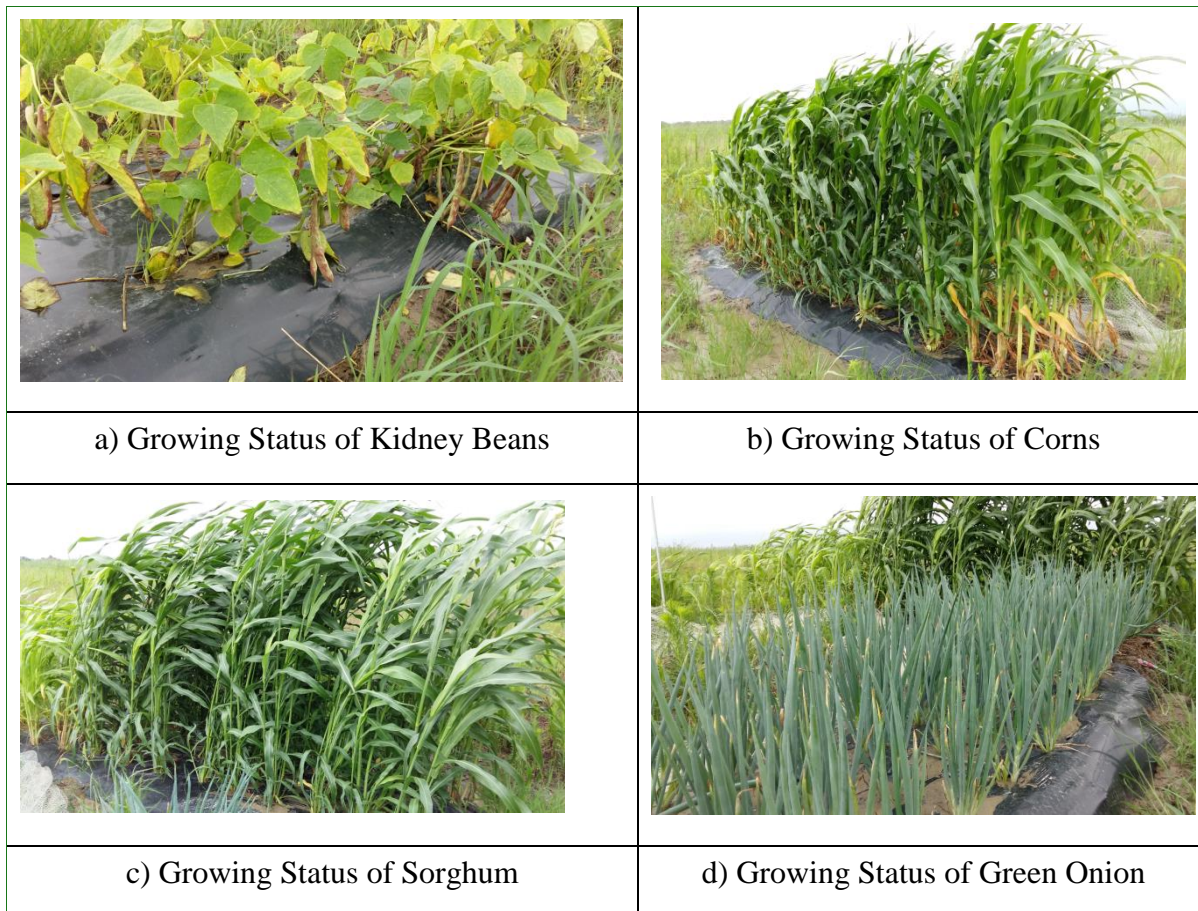 a) Growing Status of Kidney Beans
b) Growing Status of Corns
c) Growing Status of Sorghum
d) Growing Status of Green Onion